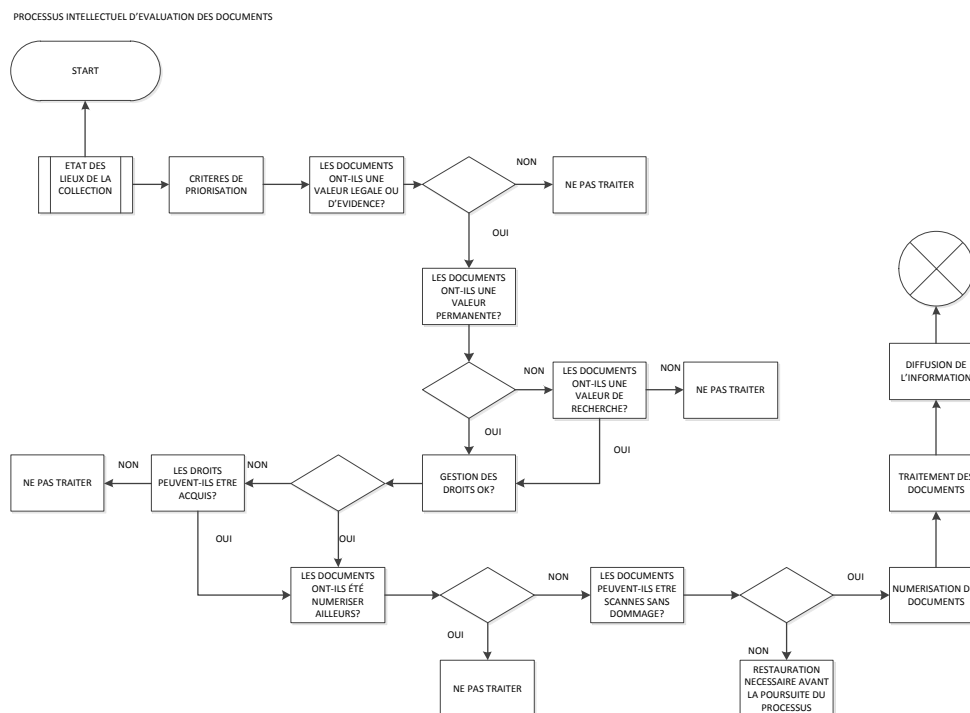 PROCESSUS INTELLECTUEL D'EVALUATION DES DOCUMENTS
START
ETAT DES
LIEUX DE LA
COLLECTION
CRITERES DE
PRIORISATION
LES DOCUMENTS
ONT-ILS UNE
VALEUR LEGALE OU
D'EVIDENCE?
NON
NE PAS TRAITER
OUI
LES DOCUMENTS
ONT-ILS UNE
VALEUR
PERMANENTE?
NON
LES DOCUMENTS
ONT-ILS UNE
VALEUR DE
RECHERCHE?
NON
NE PAS TRAITER
OUI
OUI
GESTION DES
DROITS OK?
NON
LES DROITS
PEUVENT-ILS ETRE
ACQUIS?
NON
NE PAS TRAITER
OUI
OUI
LES DOCUMENTS
ONT-ILS ÉTÉ
NUMERISER
AILLEURS?
OUI
NE PAS TRAITER
NON
LES DOCUMENTS
PEUVENT-ILS ETRE
SCANNES SANS
DOMMAGE?
NON
RESTAURATION
NECESSAIRE AVANT
LA POURSUITE DU
PROCESSUS
OUI
NUMERISATION D
DOCUMENTS
TRAITEMENT DES
DOCUMENTS
DIFFUSION DE
L'INFORMATION